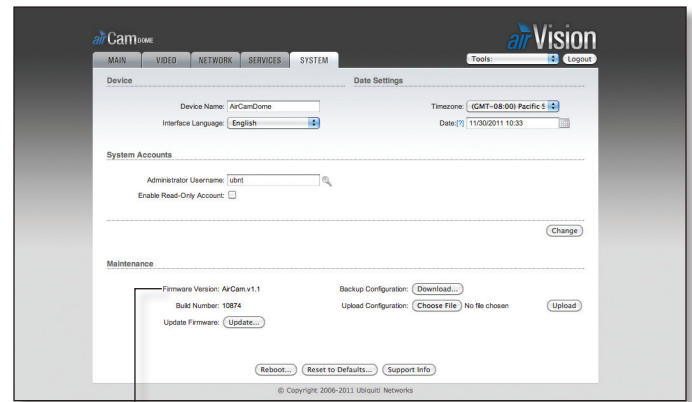 airCam DOME
airVision
MAIN VIDEO NETWORK SERVICES SYSTEM
Tools: Logout
Device
Device Name: AirCamDome
Interface Language: English
Date Settings
Timezone: (GMT-08:00) Pacific S
Date:[?] 11/30/2011 10:33
System Accounts
Administrator Username: ubnt
Enable Read-Only Account:
Change
Maintenance
Firmware Version: AirCam.v1.1
Build Number: 10874
Update Firmware: Update...
Backup Configuration: Download...
Upload Configuration: Choose File No file chosen Upload
Reboot... Reset to Defaults... Support Info
© Copyright 2006-2011 Ubiquiti Networks